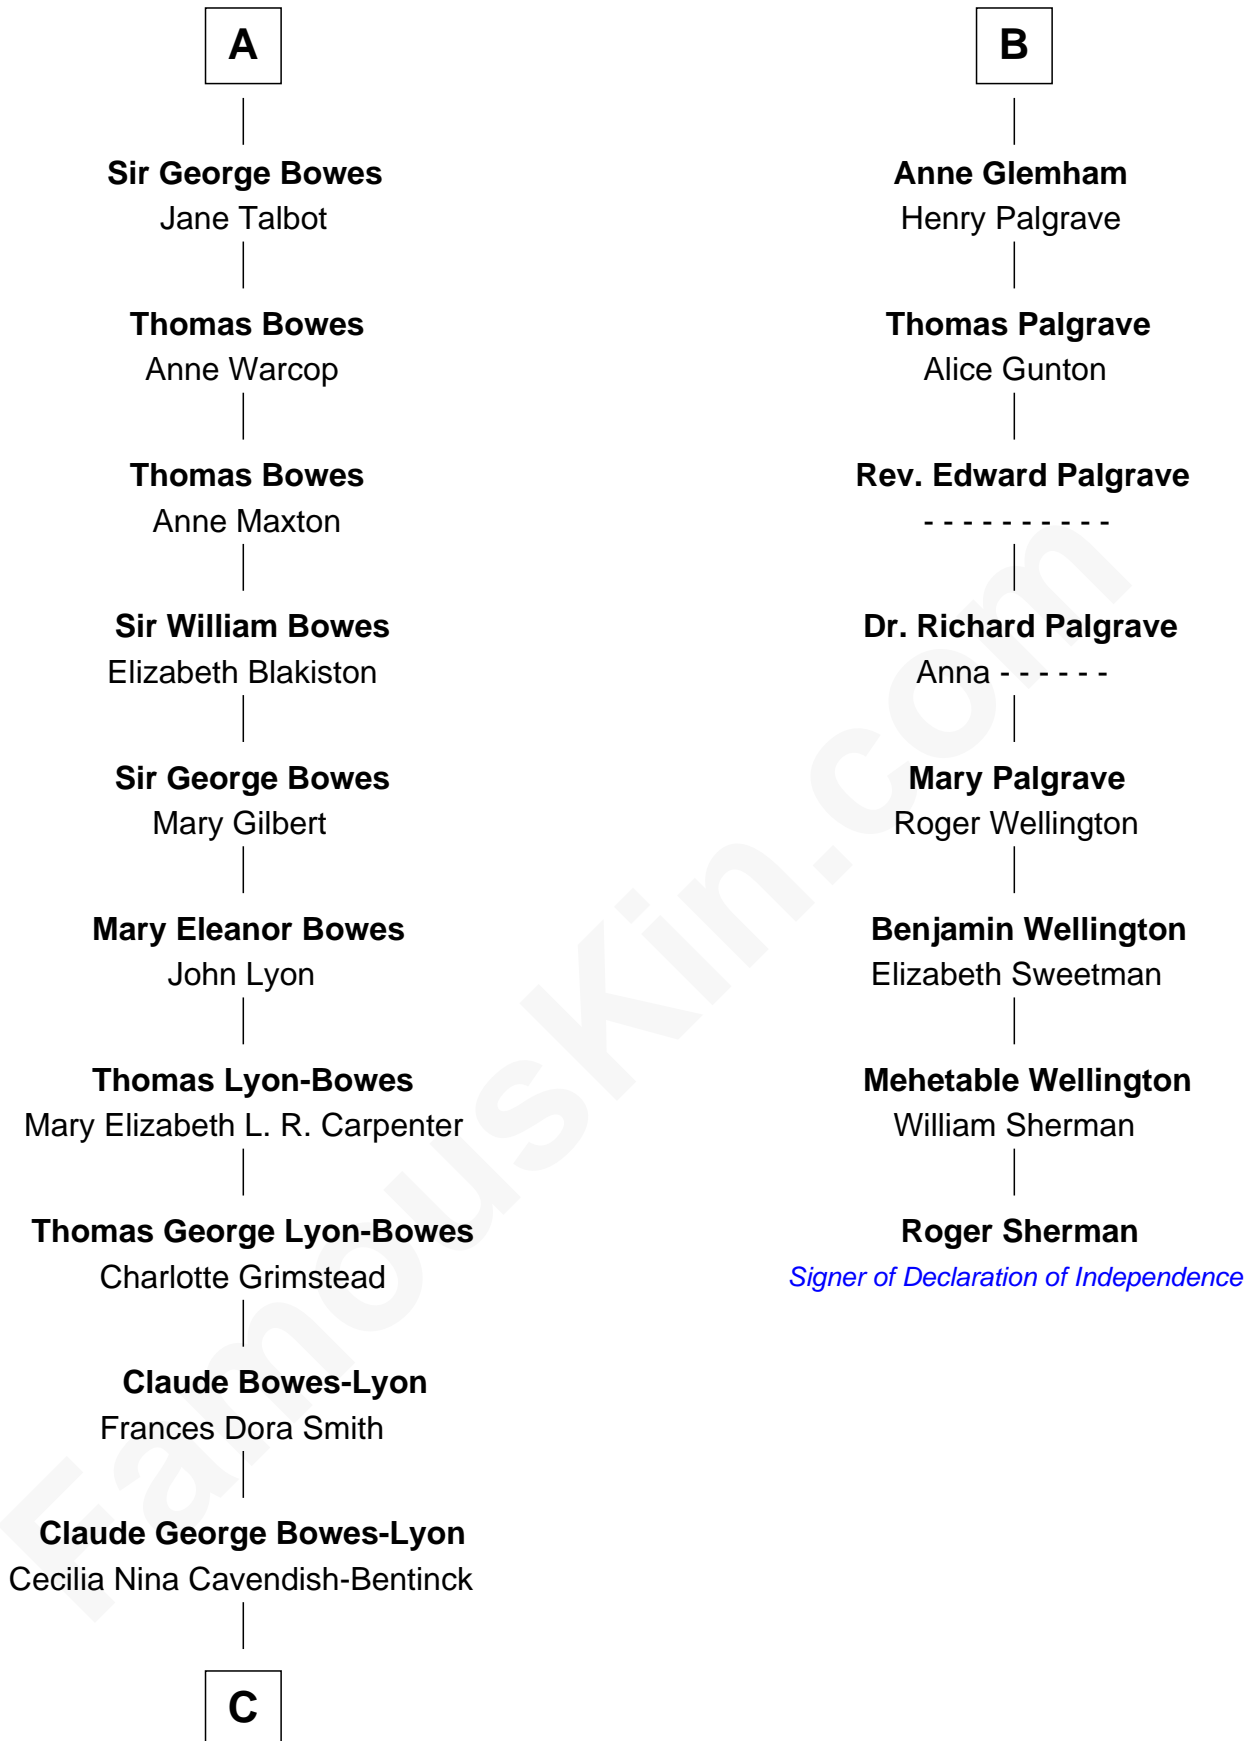 A
Sir George Bowes
Jane Talbot
Thomas Bowes
Anne Warcop
Thomas Bowes
Anne Maxton
Sir William Bowes
Elizabeth Blakiston
Sir George Bowes
Mary Gilbert
Mary Eleanor Bowes
John Lyon
Thomas Lyon-Bowes
Mary Elizabeth L. R. Carpenter
Thomas George Lyon-Bowes
Charlotte Grimstead
Claude Bowes-Lyon
Frances Dora Smith
Claude George Bowes-Lyon
Cecilia Nina Cavendish-Bentinck
C
B
Anne Glemham
Henry Palgrave
Thomas Palgrave
Alice Gunton
Rev. Edward Palgrave
- - - - - - - - - -
Dr. Richard Palgrave
Anna - - - - - -
Mary Palgrave
Roger Wellington
Benjamin Wellington
Elizabeth Sweetman
Mehetable Wellington
William Sherman
Roger Sherman
Signer of Declaration of Independence
FamousKin.com